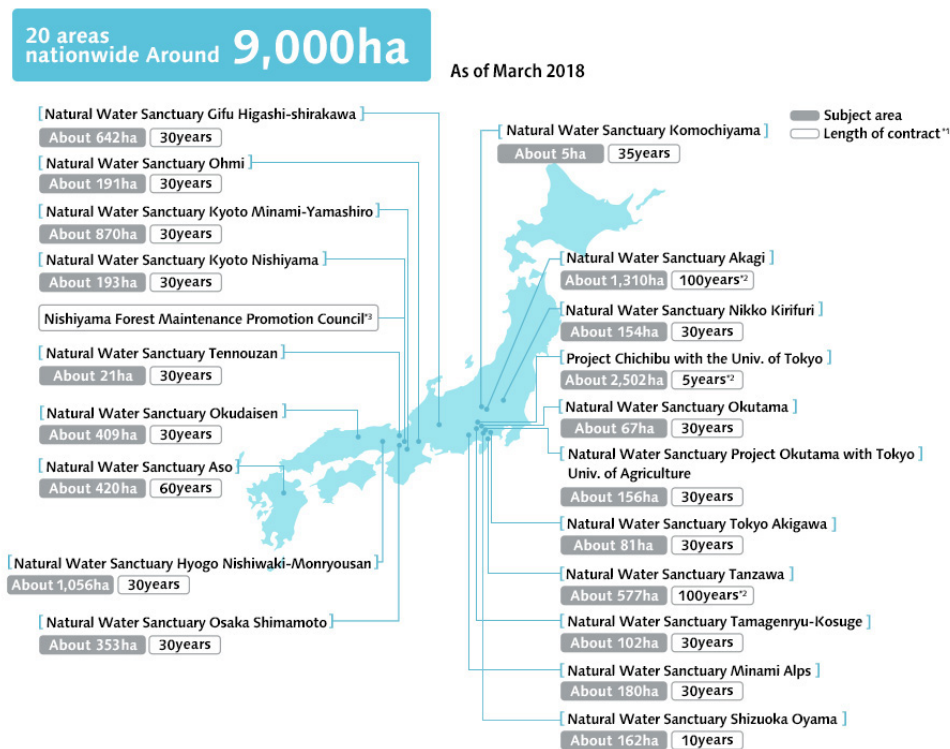 20 areas
nationwide Around 9,000ha
As of March 2018
Subject area
Length of contract*1
[Natural Water Sanctuary Gifu Higashi-shirakawa]
About 642ha 30years
[Natural Water Sanctuary Ohmi]
About 191ha 30years
[Natural Water Sanctuary Kyoto Minami-Yamashiro]
About 870ha 30years
[Natural Water Sanctuary Kyoto Nishiyama]
About 193ha 30years
Nishiyama Forest Maintenance Promotion Council*3
[Natural Water Sanctuary Tennouzan]
About 21ha 30years
[Natural Water Sanctuary Okudaisen]
About 409ha 30years
[Natural Water Sanctuary Aso]
About 420ha 60years
[Natural Water Sanctuary Hyogo Nishiwaki-Monryousan]
About 1,056ha 30years
[Natural Water Sanctuary Osaka Shimamoto]
About 353ha 30years
[Natural Water Sanctuary Komochiyama]
About 5ha 35years
[Natural Water Sanctuary Akagi]
About 1,310ha 100years*2
[Natural Water Sanctuary Nikko Kirifuri]
About 154ha 30years
[Project Chichibu with the Univ. of Tokyo]
About 2,502ha 5years*2
[Natural Water Sanctuary Okutama]
About 67ha 30years
[Natural Water Sanctuary Project Okutama with Tokyo
Univ. of Agriculture]
About 156ha 30years
[Natural Water Sanctuary Tokyo Akigawa]
About 81ha 30years
[Natural Water Sanctuary Tanzawa]
About 577ha 100years*2
[Natural Water Sanctuary Tamagenryu-Kosuge]
About 102ha 30years
[Natural Water Sanctuary Minami Alps]
About 180ha 30years
[Natural Water Sanctuary Shizuoka Oyama]
About 162ha 10years